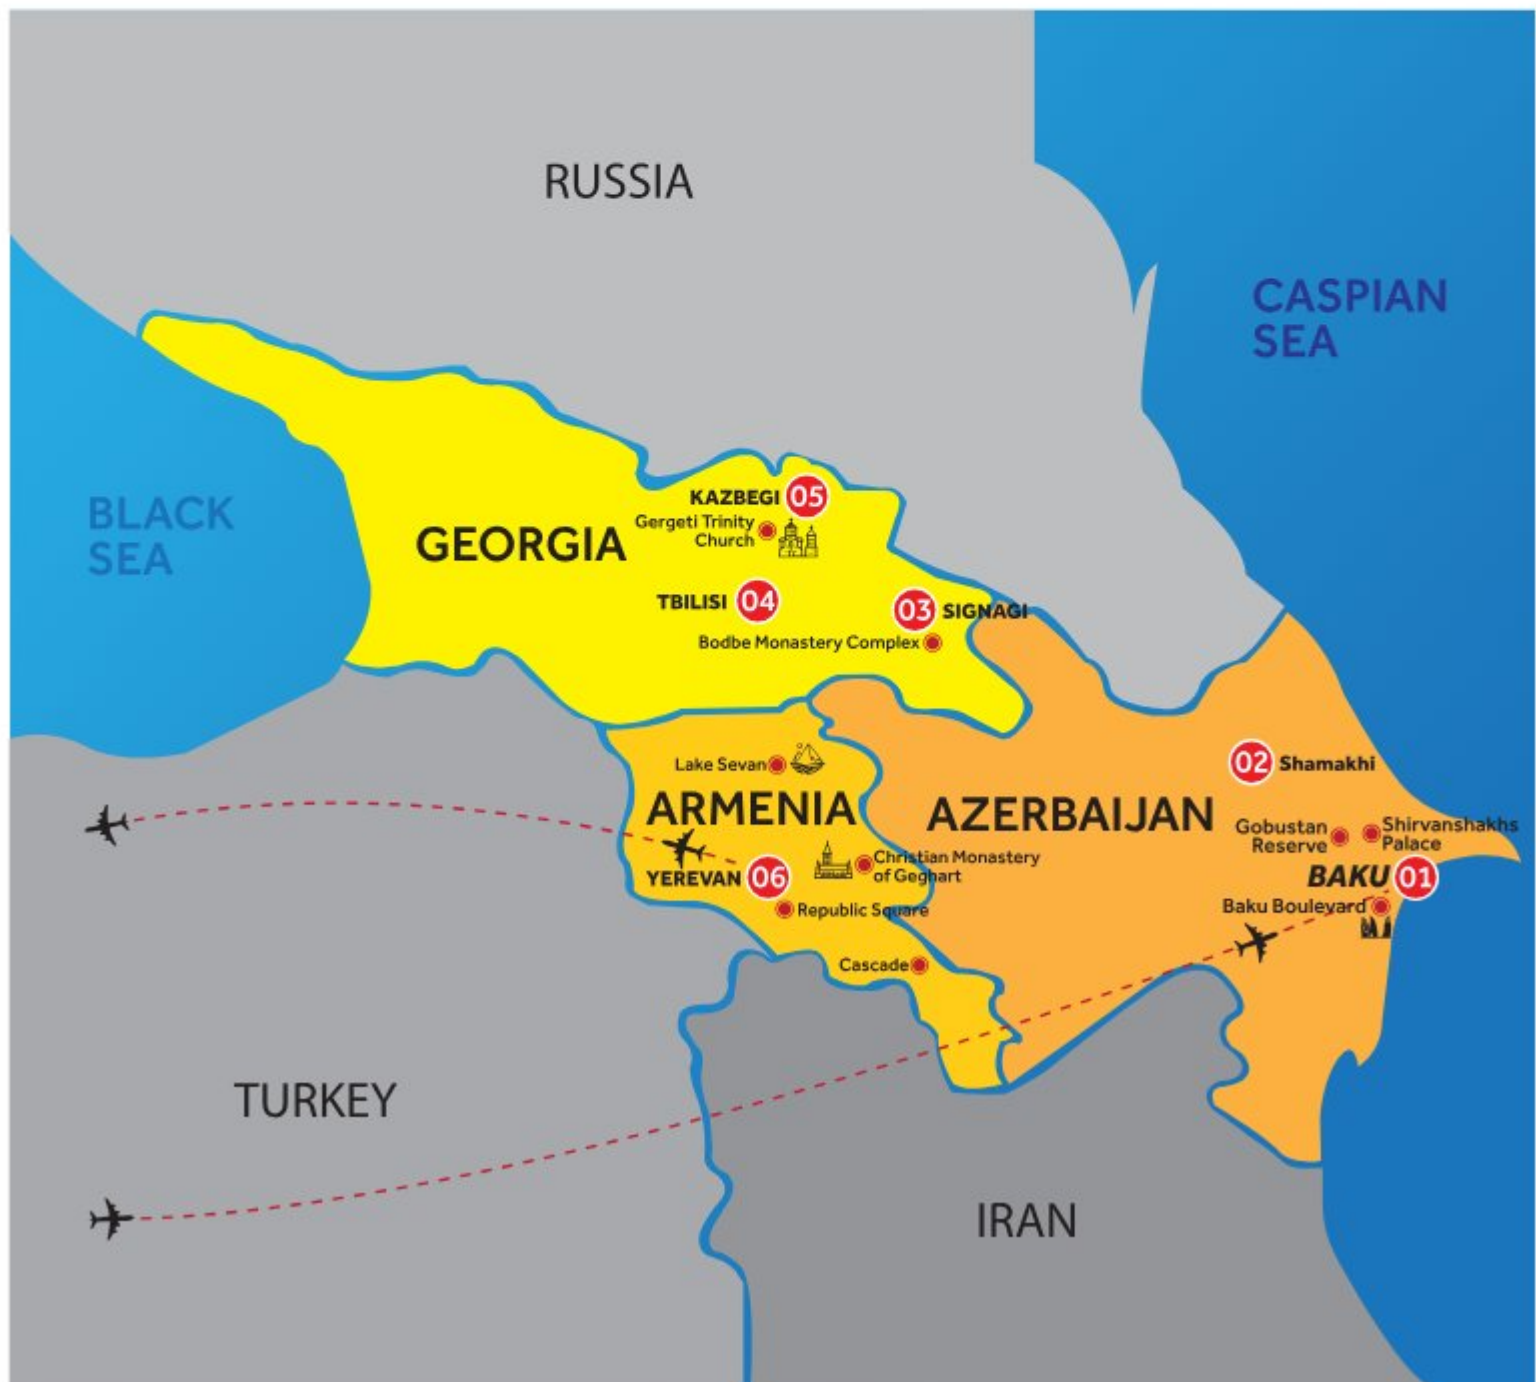 RUSSIA
CASPIAN
SEA
BLACK
SEA
GEORGIA
KAZBEGI 05
Gergeti Trinity
Church
TBILISI 04
03 SIGNAGI
Bodbe Monastery Complex
Lake Sevan
ARMENIA
AZERBAIJAN
02 Shamakhi
Gobustan
Reserve
Shirvanshakhs
Palace
Christian Monastery
of Geghart
YEREVAN 06
BAKU 01
Republic Square
Baku Boulevard
Cascade
TURKEY
IRAN